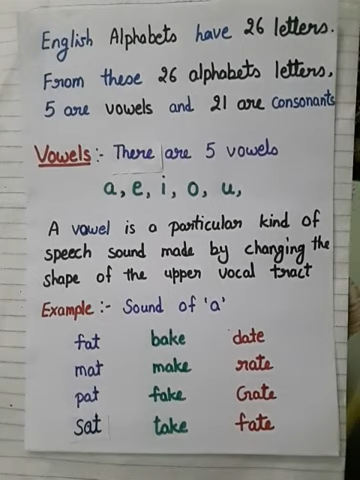 English Alphabets have 26 letters.
From these 26 alphabets letters,
5 are vowels and 21 are consonants
Vowels:- There are 5 vowels
a, e, i, o, u,
A vowel is a particular kind of
speech sound made by changing the
shape of the upper vocal tract
Example:- Sound of 'a'
fat bake date
mat make rate
pat fake Grate
sat take fate